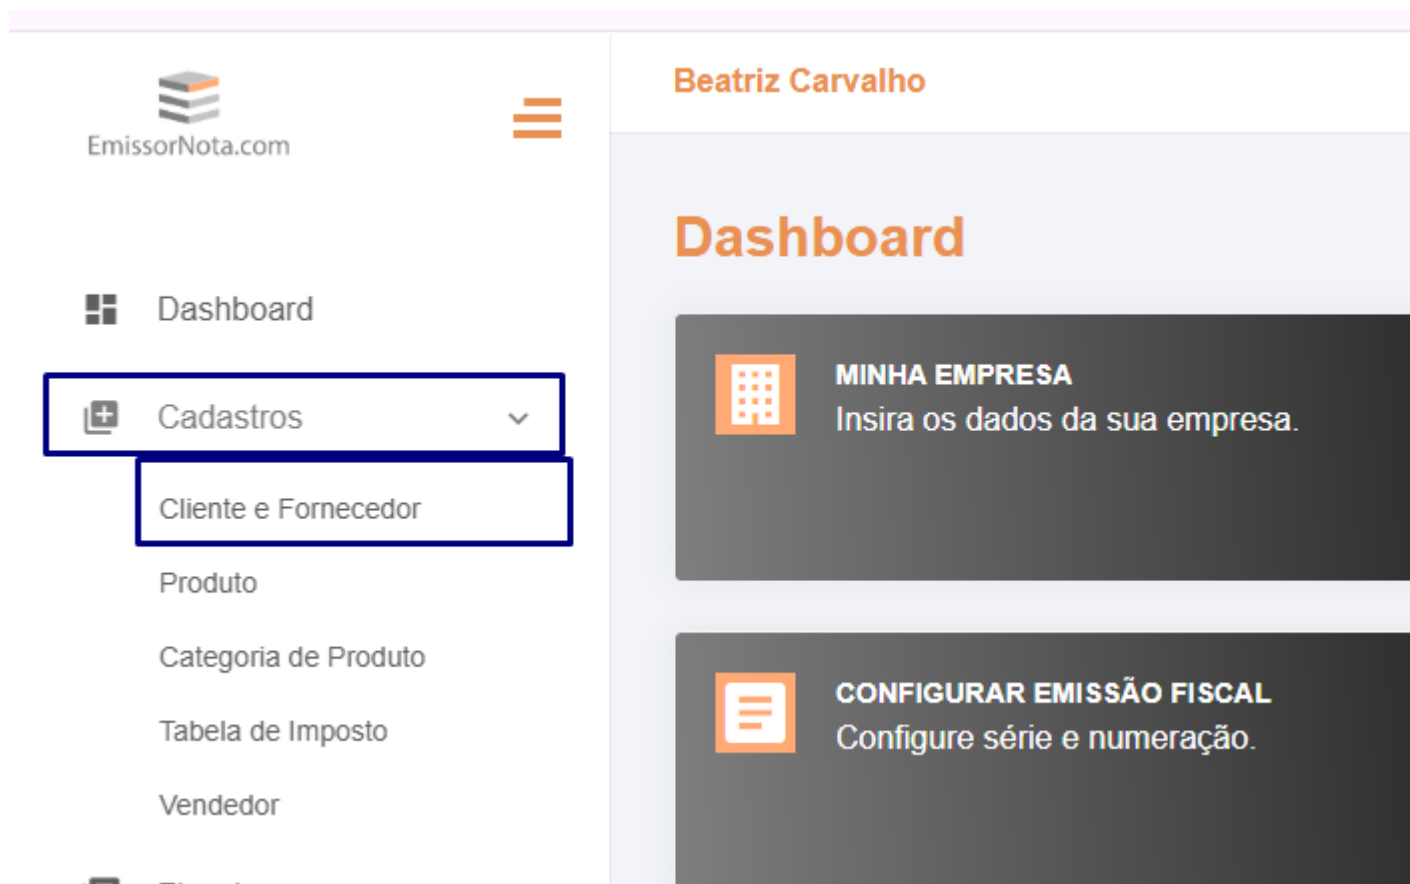 EmissorNota.com
Beatriz Carvalho
Dashboard
Dashboard
Cadastros
Cliente e Fornecedor
Produto
Categoria de Produto
Tabela de Imposto
Vendedor
MINHA EMPRESA
Insira os dados da sua empresa.
CONFIGURAR EMISSÃO FISCAL
Configure série e numeração.